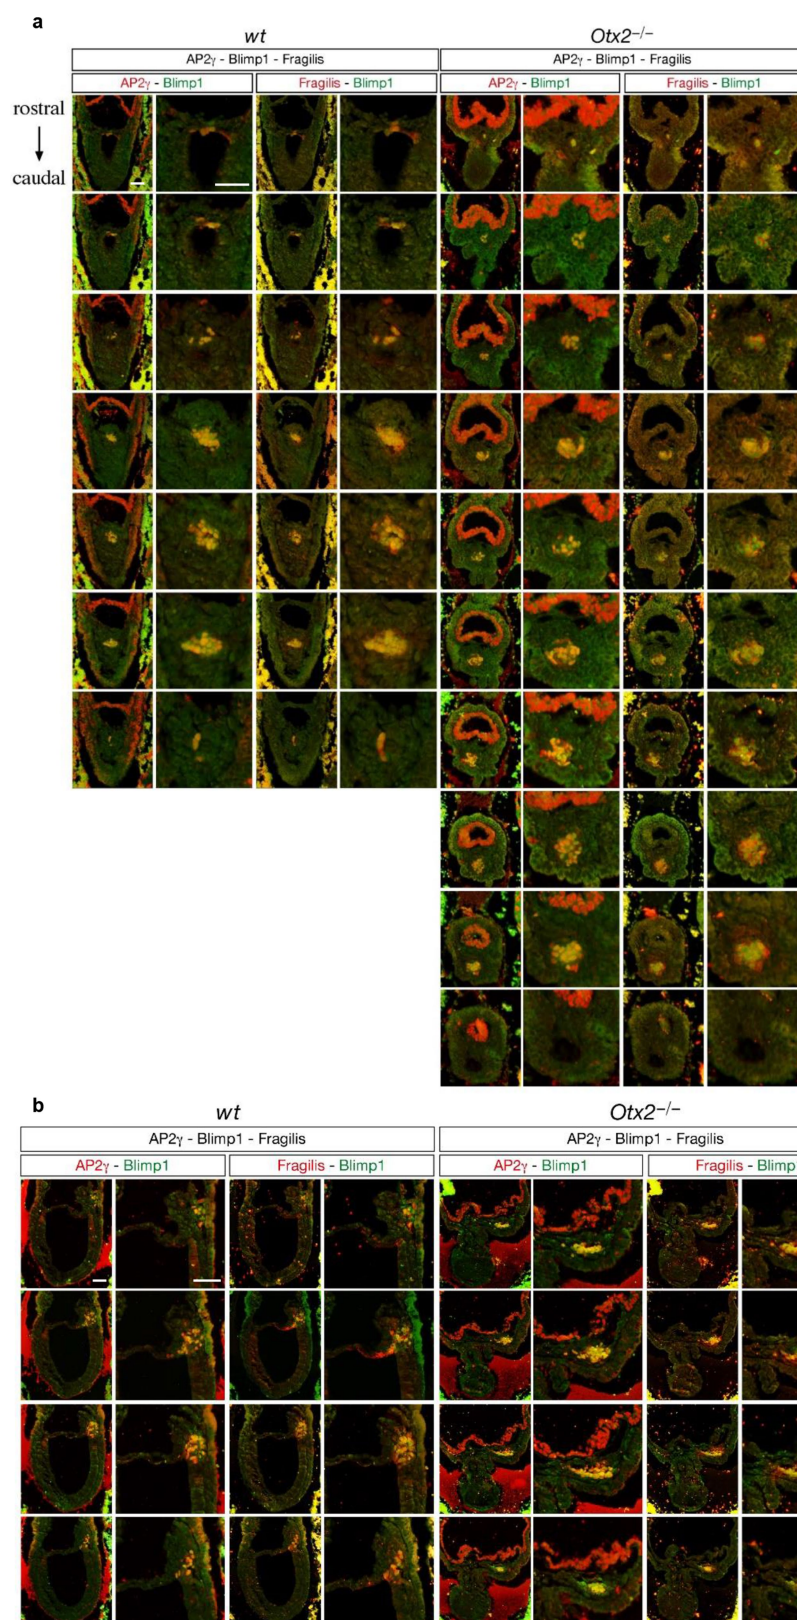 a
wt
Otx2−/−
AP2γ - Blimp1 - Fragilis
AP2γ - Blimp1 - Fragilis
AP2γ - Blimp1
Fragilis - Blimp1
AP2γ - Blimp1
Fragilis - Blimp1
rostral
caudal
b
wt
Otx2−/−
AP2γ - Blimp1 - Fragilis
AP2γ - Blimp1 - Fragilis
AP2γ - Blimp1
Fragilis - Blimp1
AP2γ - Blimp1
Fragilis - Blimp